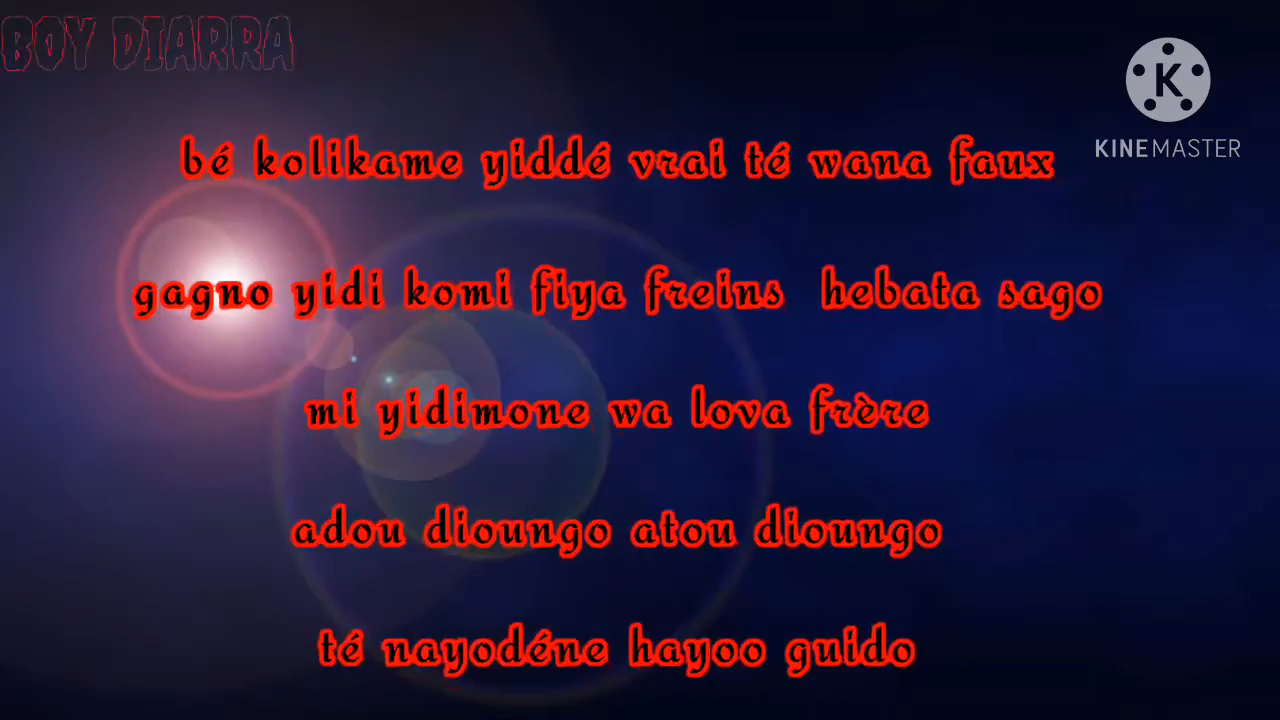 BOY DIARRA
K
KINEMASTER
bé kolikame yiddé vrai té wana faux
gagno yidi komi fiya freins hebata sago
mi yidimone wa lova frère
adou dioungo atou dioungo
té nayodéne hayoo guido